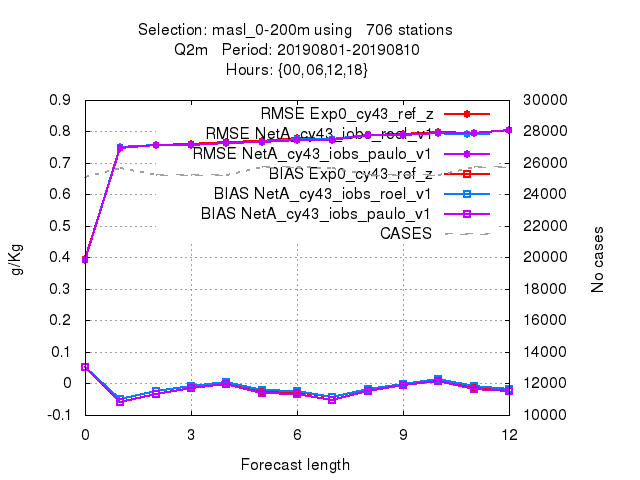 Selection: masl_0-200m using 706 stations
Q2m Period: 20190801-20190810
Hours: {00,06,12,18}
RMSE Exp0_cy43_ref_z
RMSE NetA_cy43_iobs_roel_v1
RMSE NetA_cy43_iobs_paulo_v1
BIAS Exp0_cy43_ref_z
BIAS NetA_cy43_iobs_roel_v1
BIAS NetA_cy43_iobs_paulo_v1
CASES
0.9
0.8
0.7
0.6
0.5
0.4
0.3
0.2
0.1
0
-0.1
g/Kg
30000
28000
26000
24000
22000
20000
18000
16000
14000
12000
10000
No cases
0 3 6 9 12
Forecast length